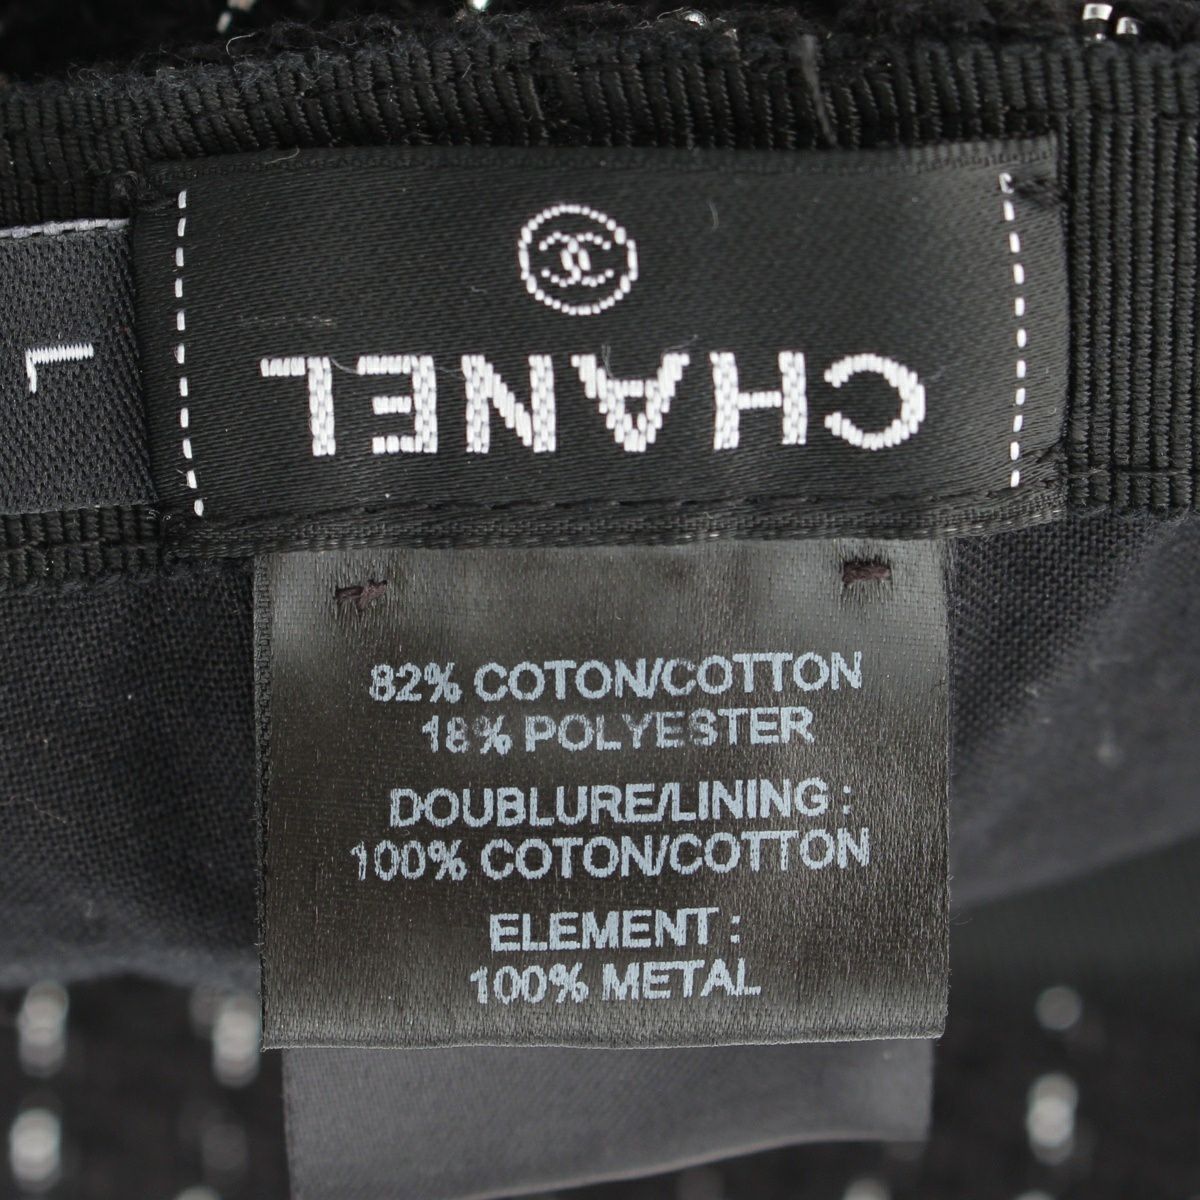 L
CHANEL
82% COTON/COTTON
18% POLYESTER
DOUBLURE/LINING :
100% COTON/COTTON
ELEMENT :
100% METAL